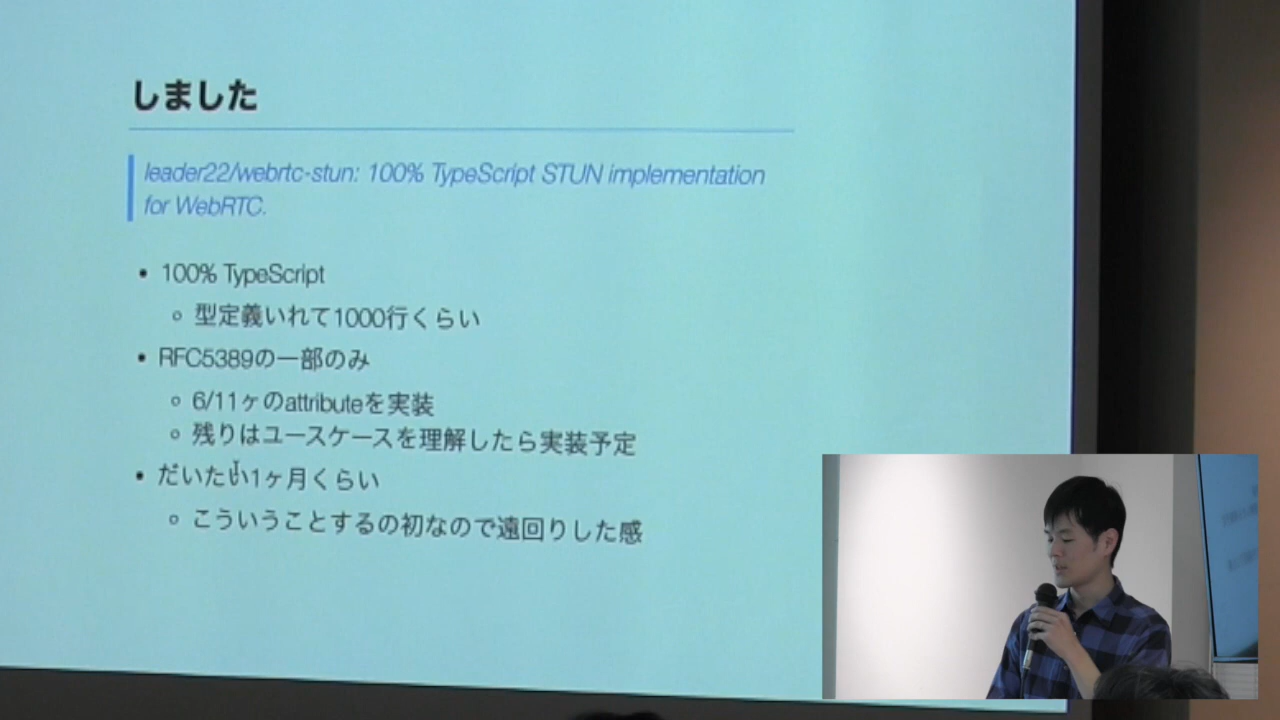 しました
leader22/webrtc-stun: 100% TypeScript STUN implementation
for WebRTC.
• 100% TypeScript
◦ 型定義いれて1000行くらい
• RFC5389の一部のみ
◦ 6/11ヶのattributeを実装
◦ 残りはユースケースを理解したら実装予定
• だいたい1ヶ月くらい
◦ こういうことするの初なので遠回りした感